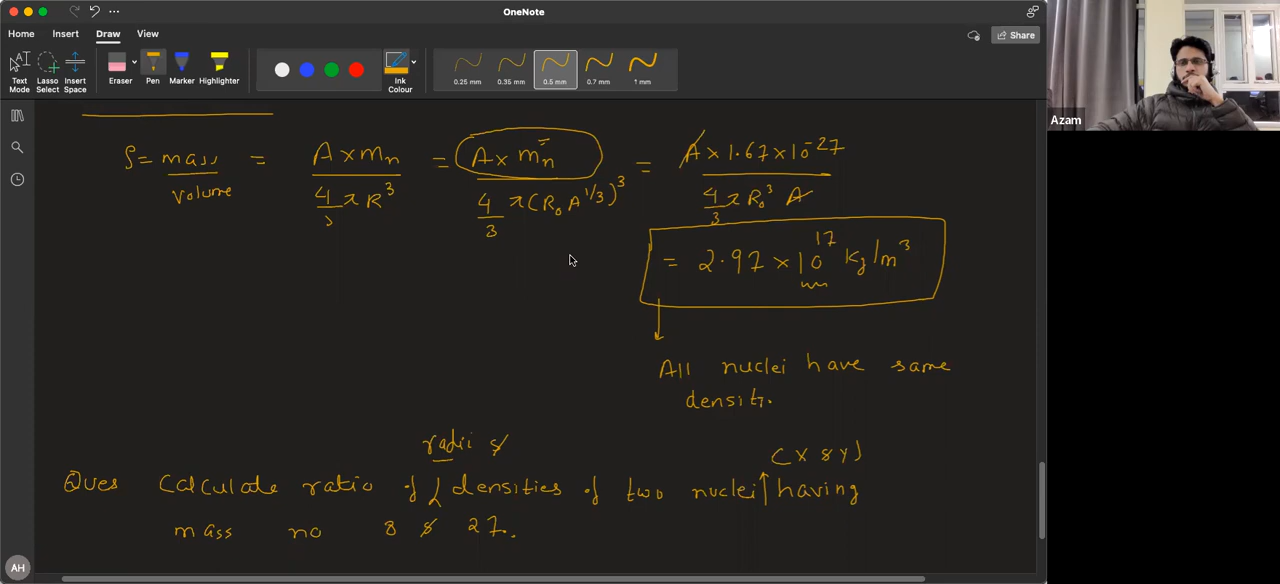 OneNote
Home Insert Draw View
Share
Text Mode Lasso Select Insert Space Eraser Pen Marker Highlighter 0.25 mm 0.35 mm 0.5 mm 0.7 mm 1 mm Ink Colour
Azam
ρ = mass/volume = A × mn / 4/3 π R³ = A × mn / 4/3 π (R₀ A^1/3)³ = A × 1.67 × 10^-27 / 4/3 π R₀³ A
= 2.97 × 10^17 kg/m³
All nuclei have same
density.
radii &
(X & Y)
Ques Calculate ratio of densities of two nuclei having
mass no 8 & 27.
AH